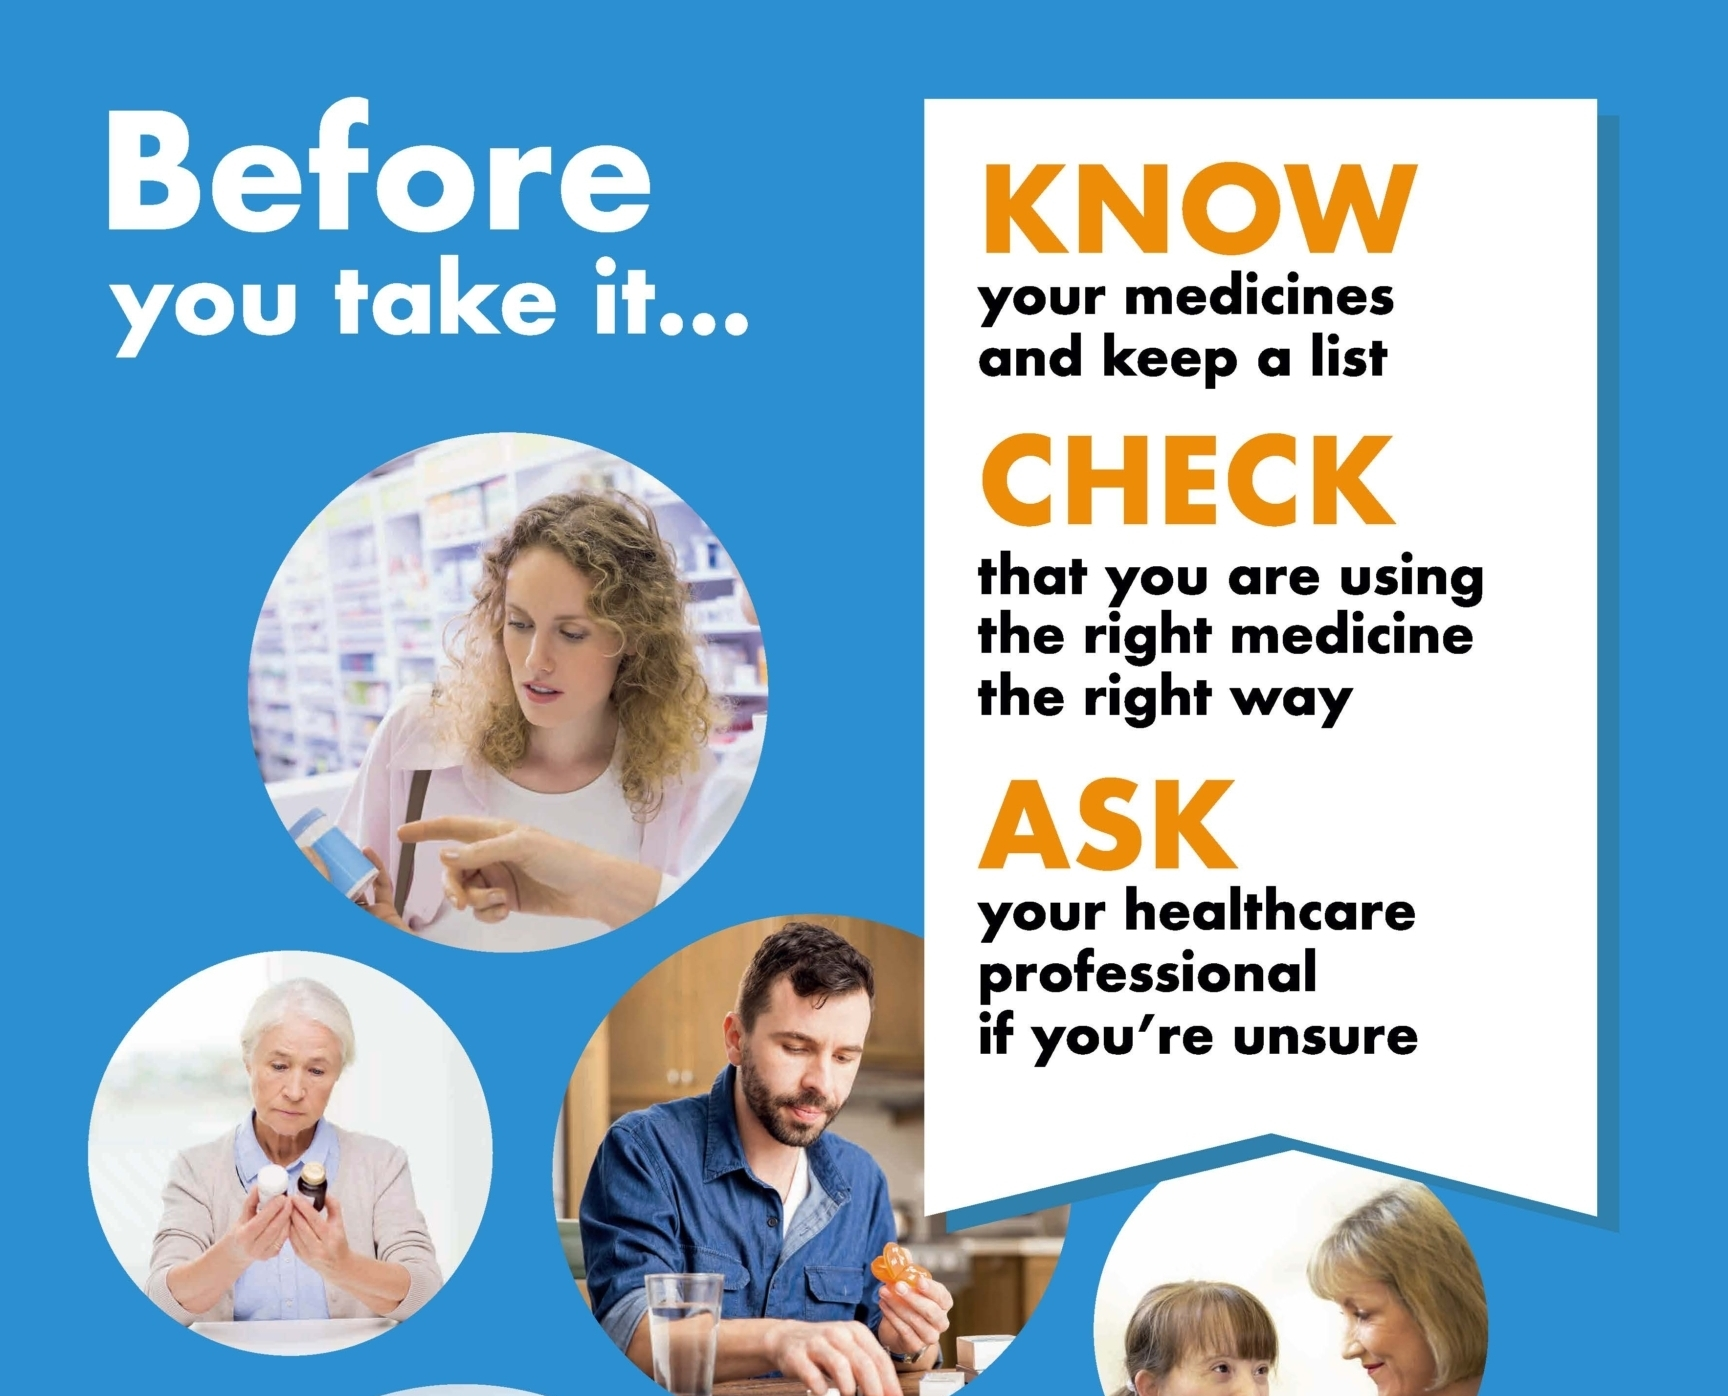 Before
you take it...
KNOW
your medicines
and keep a list
CHECK
that you are using
the right medicine
the right way
ASK
your healthcare
professional
if you’re unsure